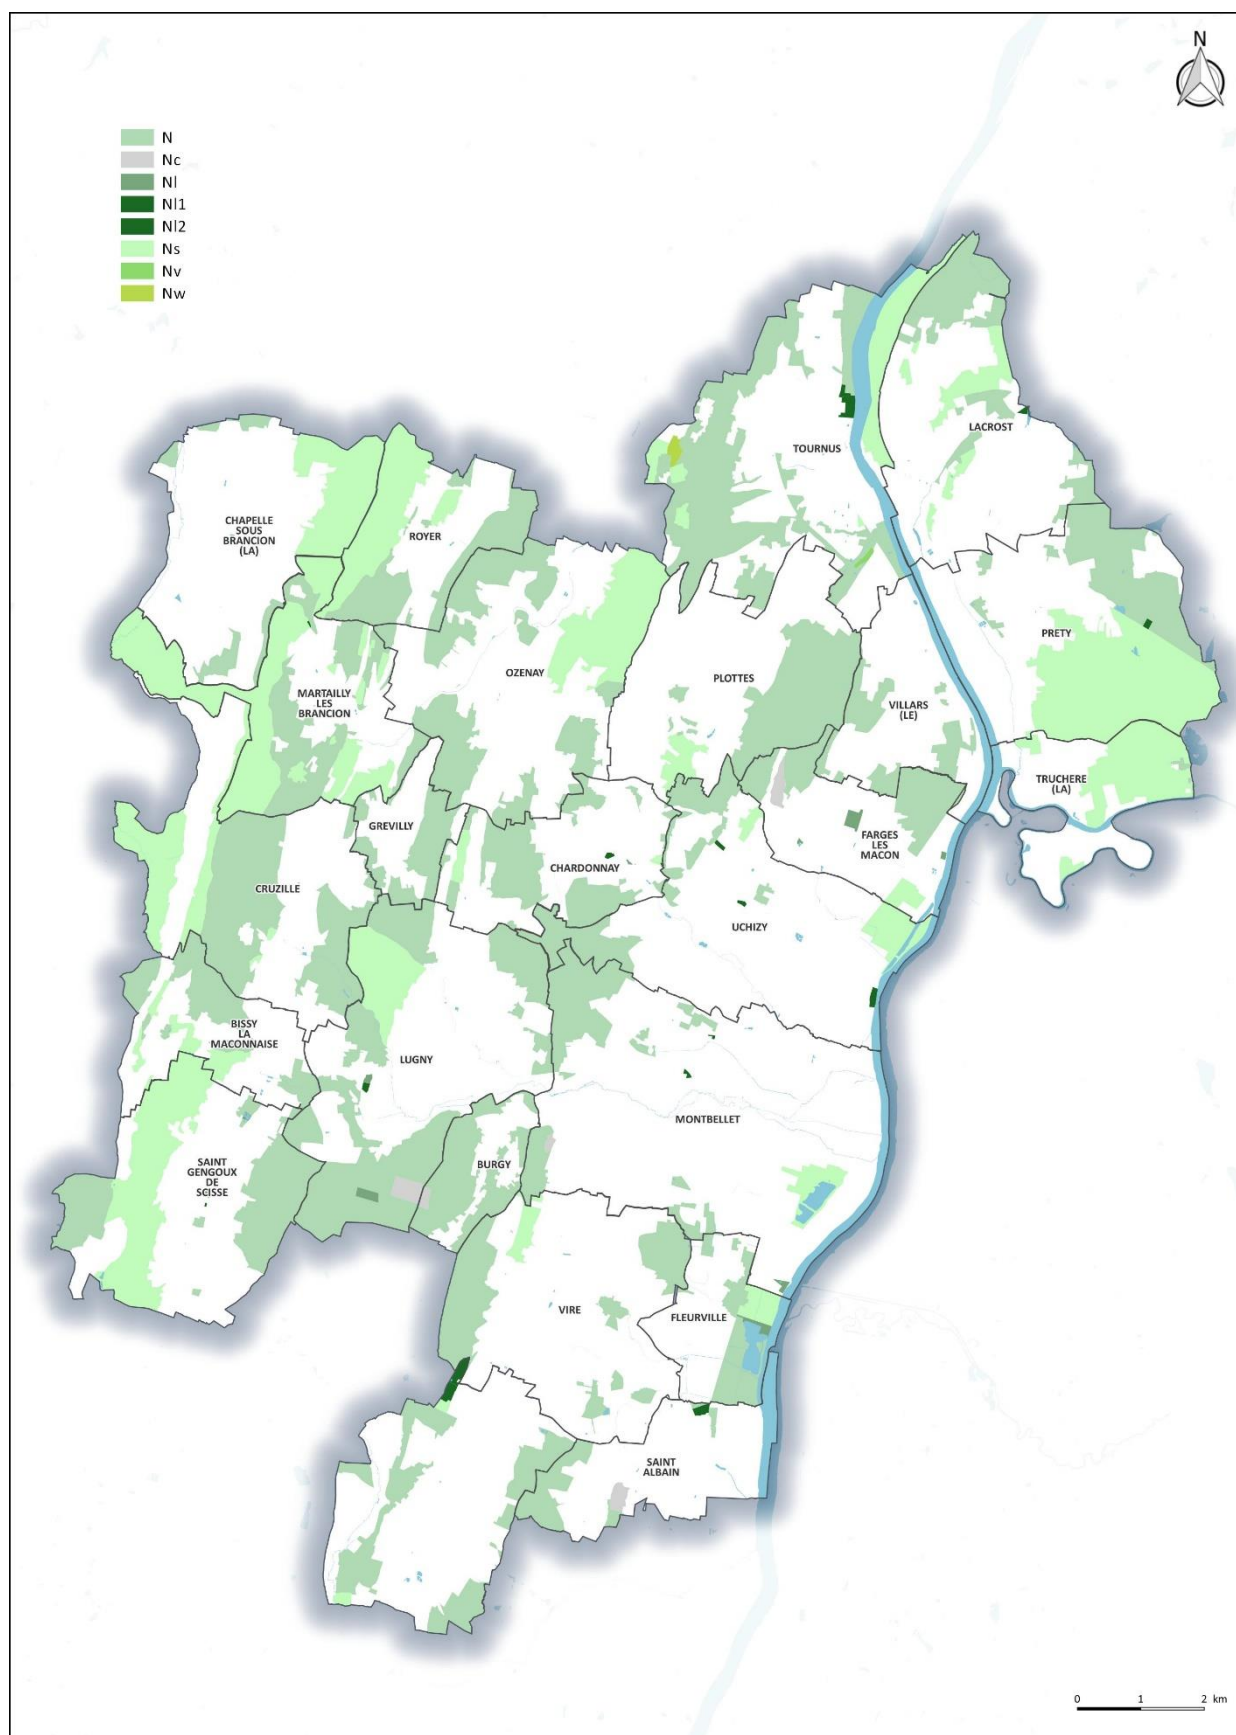 N
N
Nc
Nl
Nl1
Nl2
Ns
Nv
Nw
TOURNUS
LACROST
CHAPELLE
SOUS
BRANCION
(LA)
ROYER
PRETY
OZENAY
PLOTTES
MARTAILLY
LES
BRANCION
VILLARS
(LE)
TRUCHERE
(LA)
GREVILLY
FARGES
LES
MACON
CHARDONNAY
CRUZILLE
UCHIZY
BISSY
LA
MACONNAISE
LUGNY
MONTBELLET
BURGY
SAINT
GENGOUX
DE
SCISSE
VIRE
FLEURVILLE
SAINT
ALBAIN
0 1 2 km